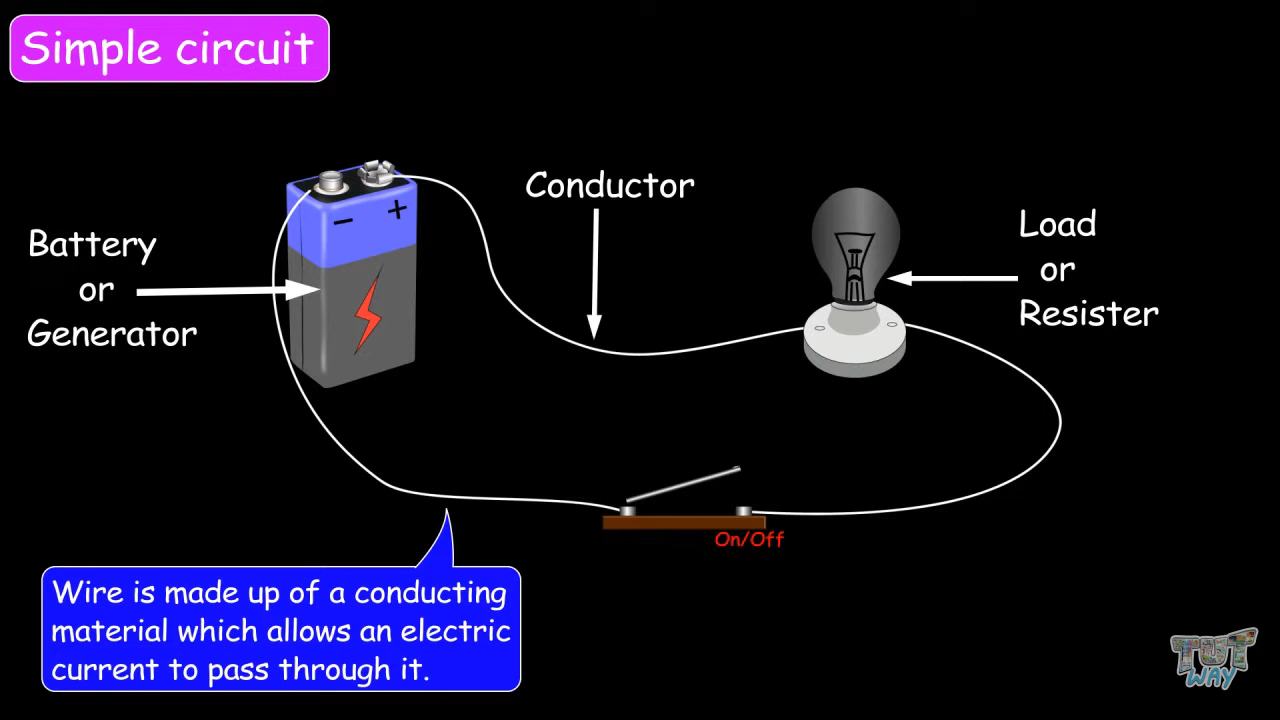 Simple circuit
Conductor
Battery
or
Generator
Load
or
Resister
− +
On/Off
Wire is made up of a conducting
material which allows an electric
current to pass through it.
TUT
WAY